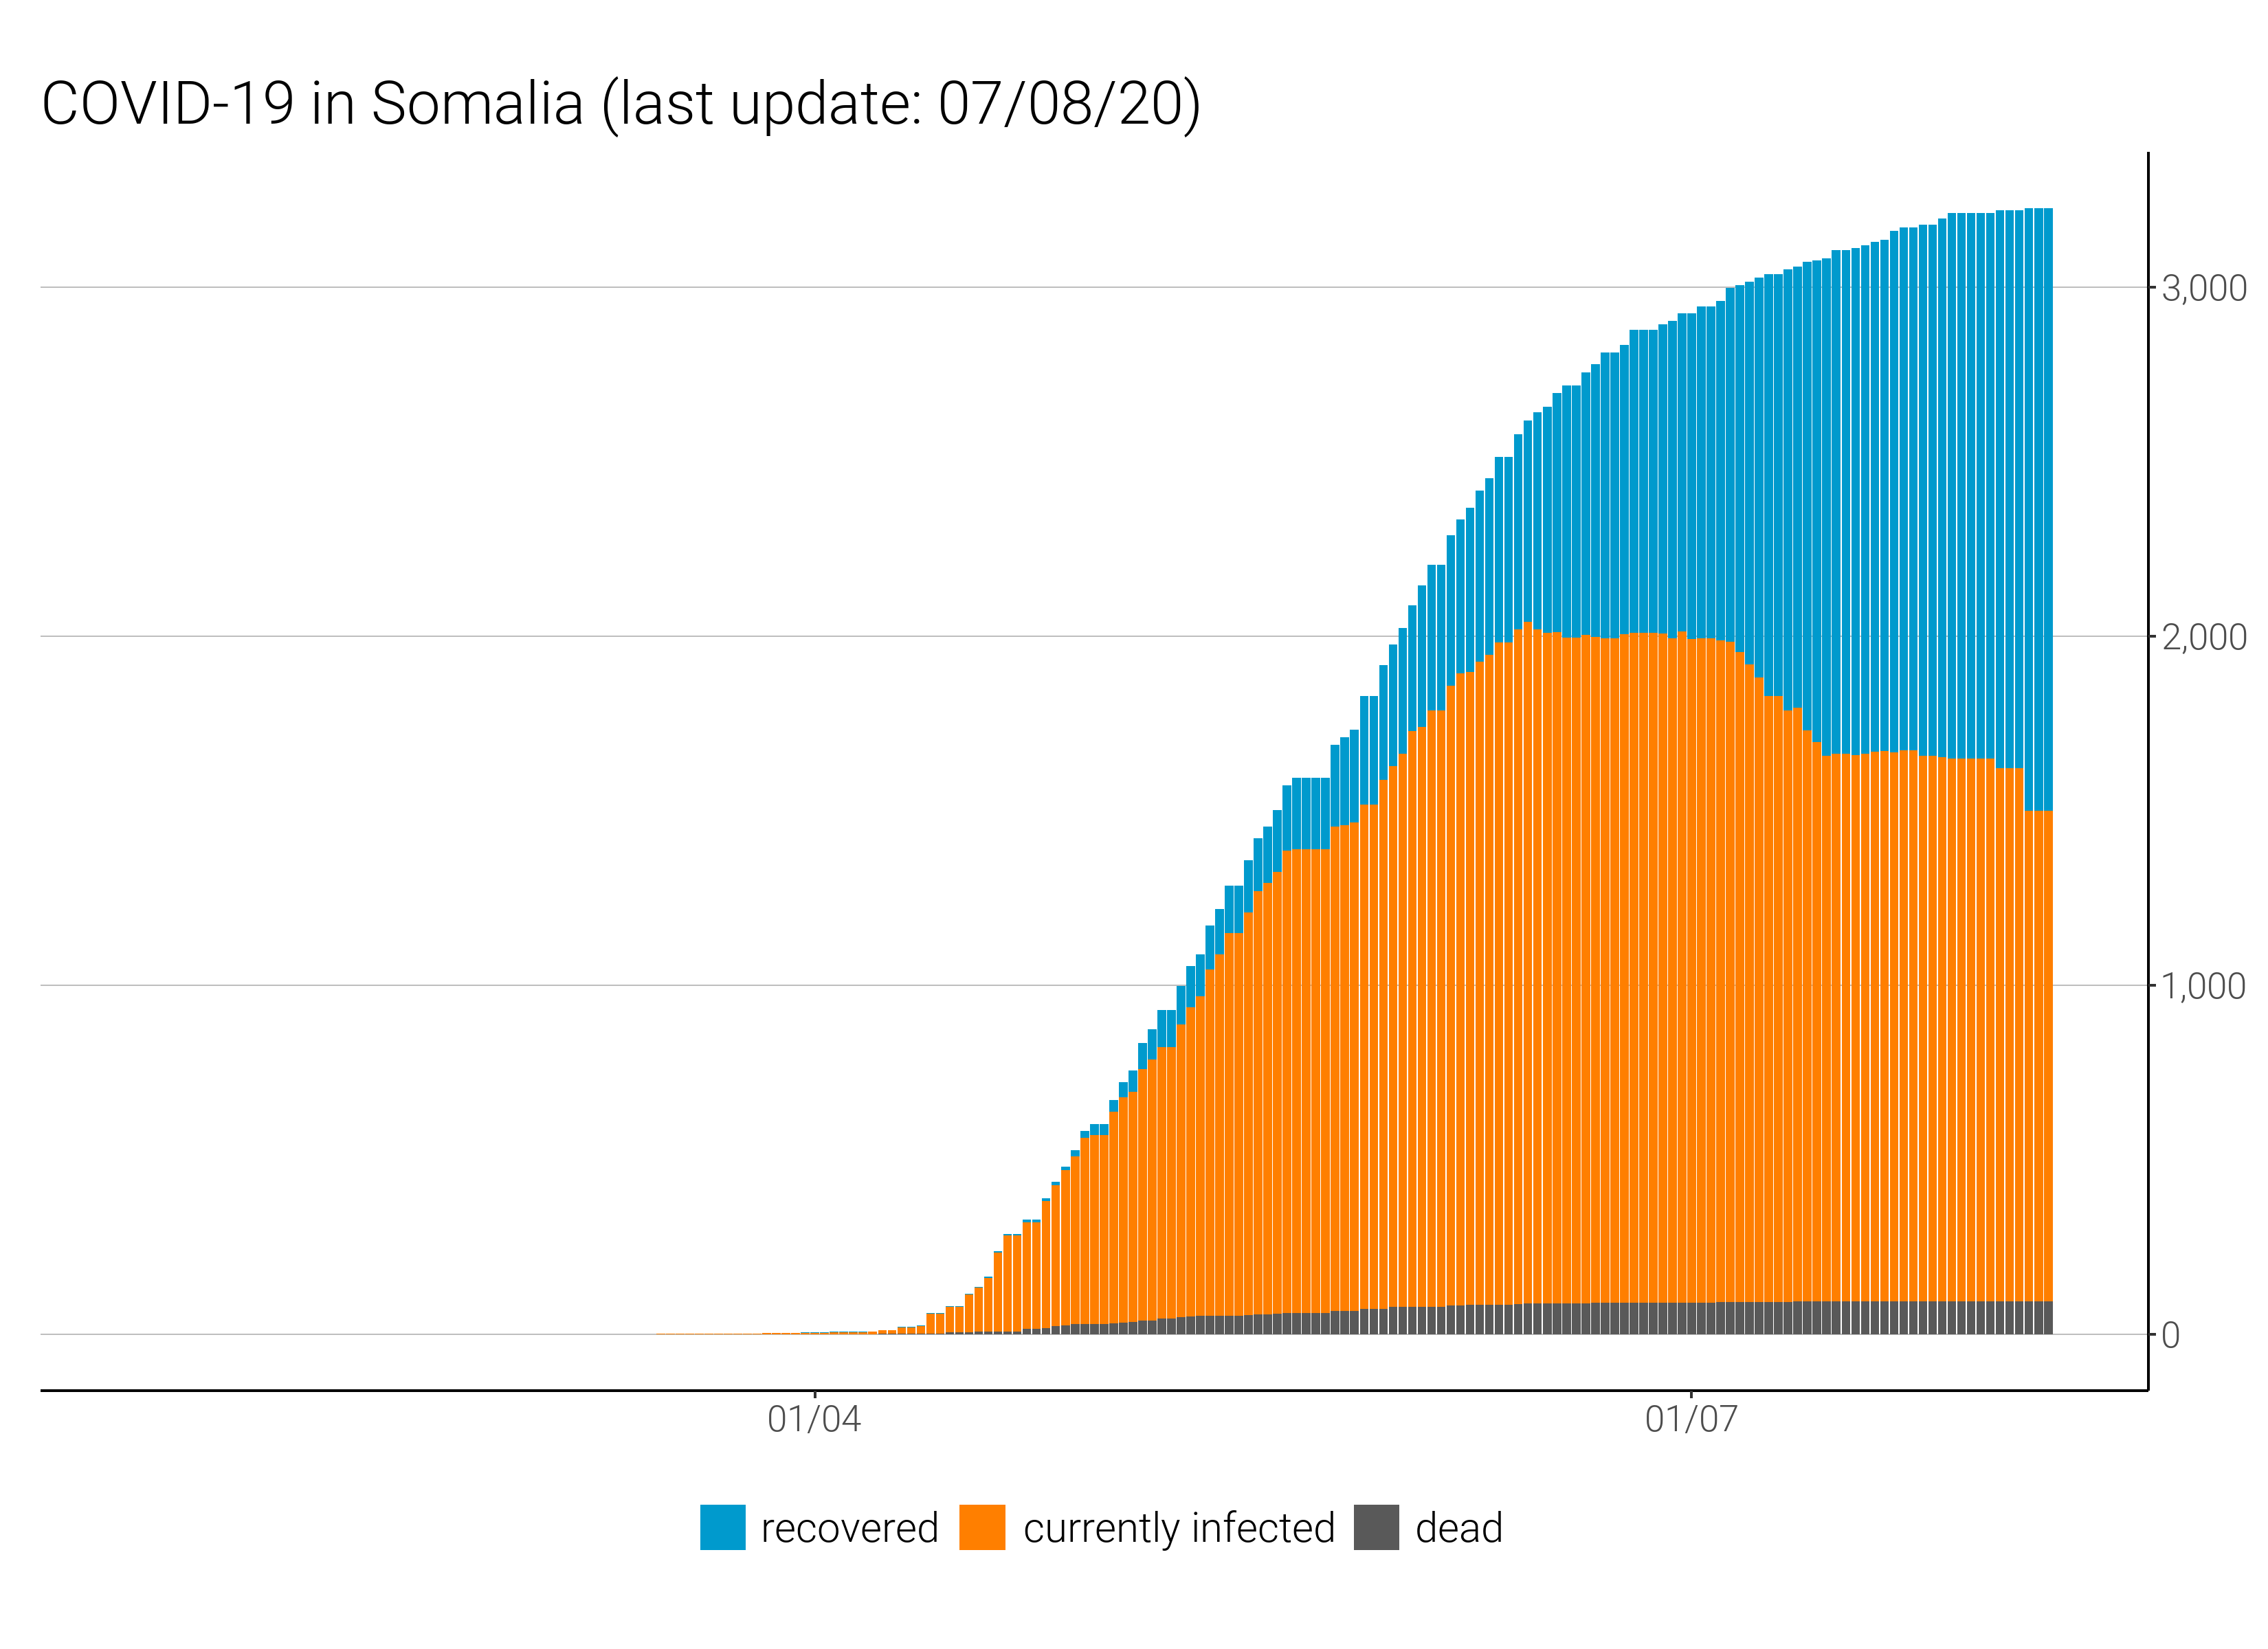 COVID-19 in Somalia (last update: 07/08/20)
3,000
2,000
1,000
0
01/04 01/07
recovered currently infected dead